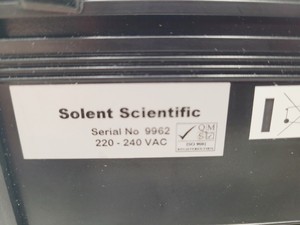 Solent Scientific
Serial No 9962
220 - 240 VAC